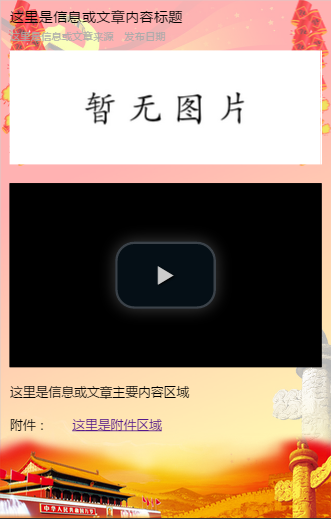 这里是信息或文章内容标题
这里是信息或文章来源 发布日期
暂无图片
这里是信息或文章主要内容区域
附件： 这里是附件区域
中华人民共和国万岁